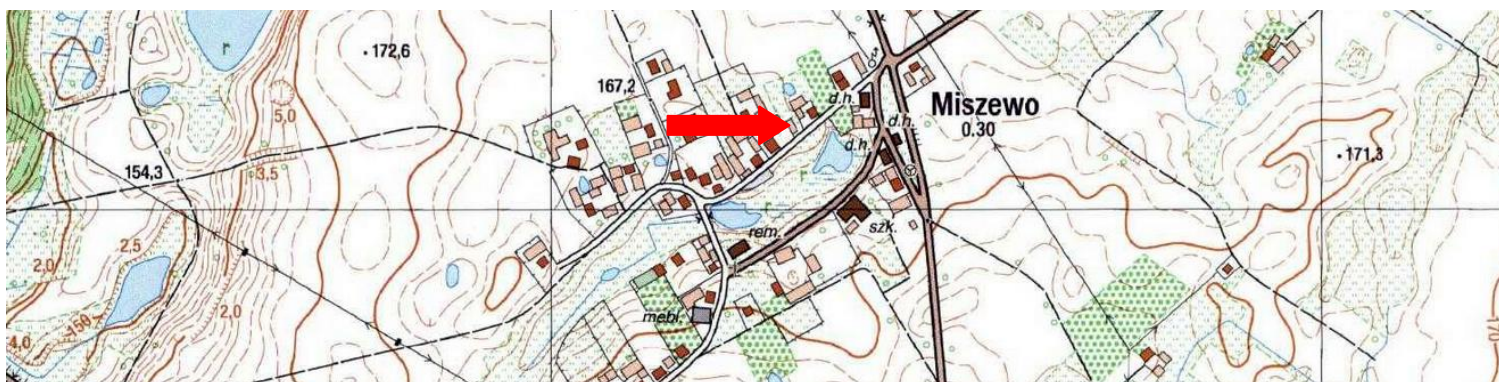 r
172,6
167,2
d.h.
Miszewo
0.30
d.h.
5,0
d.h.
171,3
154,3
3,5
r
r
szk.
rem.
2,5
2,0
2,0
mebl.
150
4,0
170